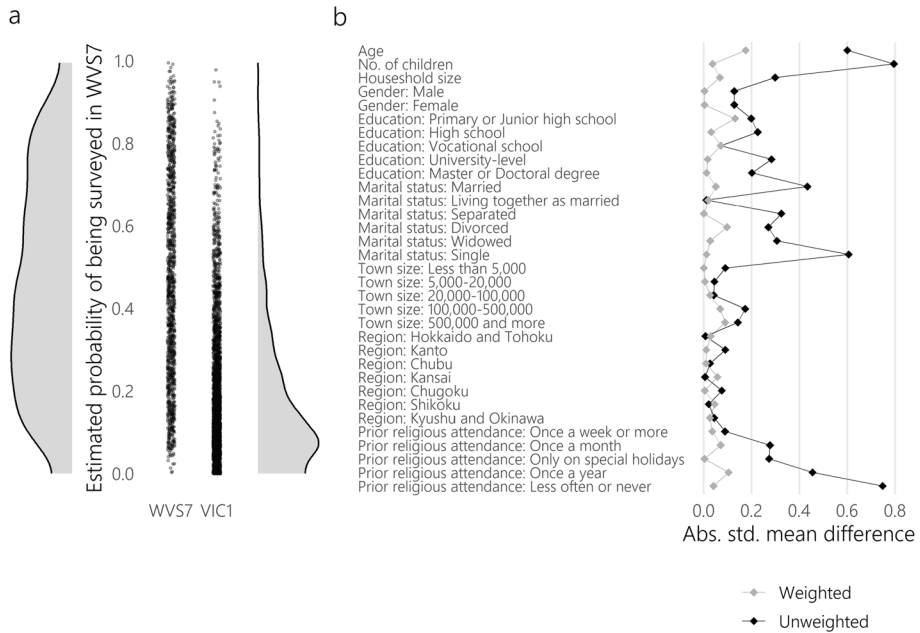 a
b
Estimated probability of being surveyed in WVS7
1.0
0.8
0.6
0.4
0.2
0.0
WVS7 VIC1
Age
No. of children
Houseshold size
Gender: Male
Gender: Female
Education: Primary or Junior high school
Education: High school
Education: Vocational school
Education: University-level
Education: Master or Doctoral degree
Marital status: Married
Marital status: Living together as married
Marital status: Separated
Marital status: Divorced
Marital status: Widowed
Marital status: Single
Town size: Less than 5,000
Town size: 5,000-20,000
Town size: 20,000-100,000
Town size: 100,000-500,000
Town size: 500,000 and more
Region: Hokkaido and Tohoku
Region: Kanto
Region: Chubu
Region: Kansai
Region: Chugoku
Region: Shikoku
Region: Kyushu and Okinawa
Prior religious attendance: Once a week or more
Prior religious attendance: Once a month
Prior religious attendance: Only on special holidays
Prior religious attendance: Once a year
Prior religious attendance: Less often or never
0.0 0.2 0.4 0.6 0.8
Abs. std. mean difference
Weighted
Unweighted